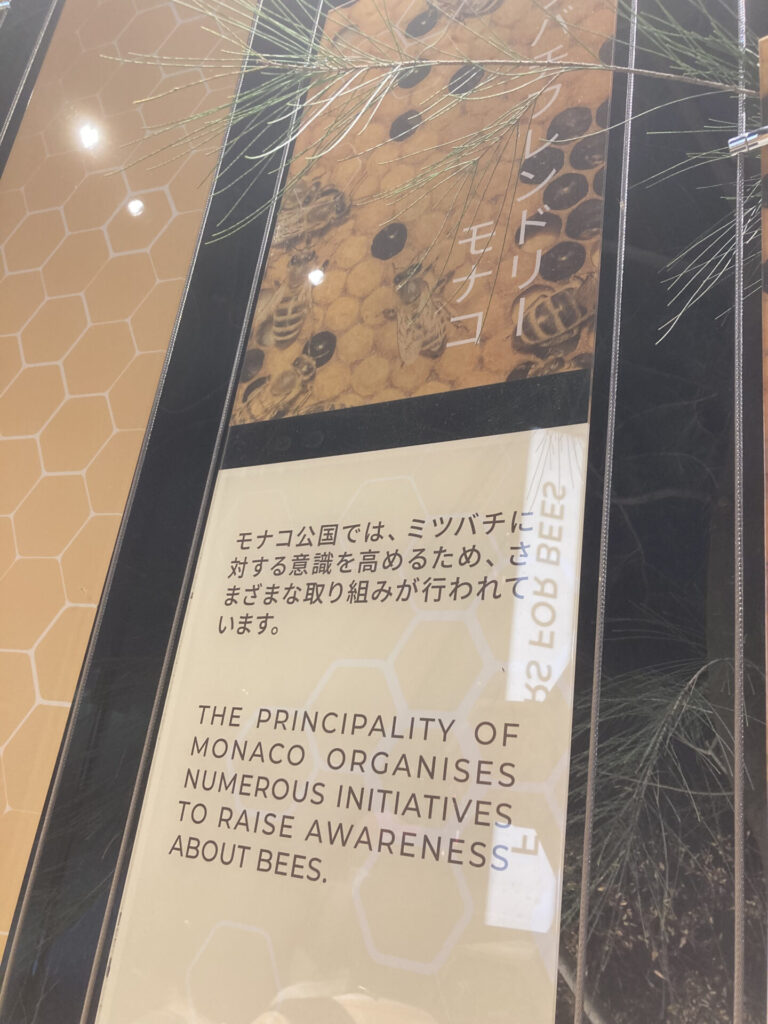 フレンドリー
モナコ
モナコ公国では、ミツバチに
対する意識を高めるため、さ
まざまな取り組みが行われて
います。
THE PRINCIPALITY OF
MONACO ORGANISES
NUMEROUS INITIATIVES
TO RAISE AWARENESS
ABOUT BEES.
RS FOR BEES
F